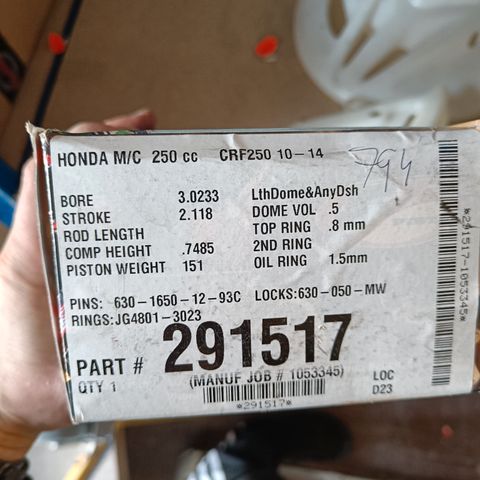 HONDA M/C 250 cc CRF250 10-14
794
BORE 3.0233 LthDome&AnyDsh
STROKE 2.118 DOME VOL .5
ROD LENGTH TOP RING .8 mm
COMP HEIGHT .7485 2ND RING
PISTON WEIGHT 151 OIL RING 1.5mm
PINS: 630-1650-12-93C LOCKS:630-050-MW
RINGS:JG4801-3023
PART # 291517
QTY 1 (MANUF JOB # 1053345) LOC
*291517* D23
*291517-1053345*